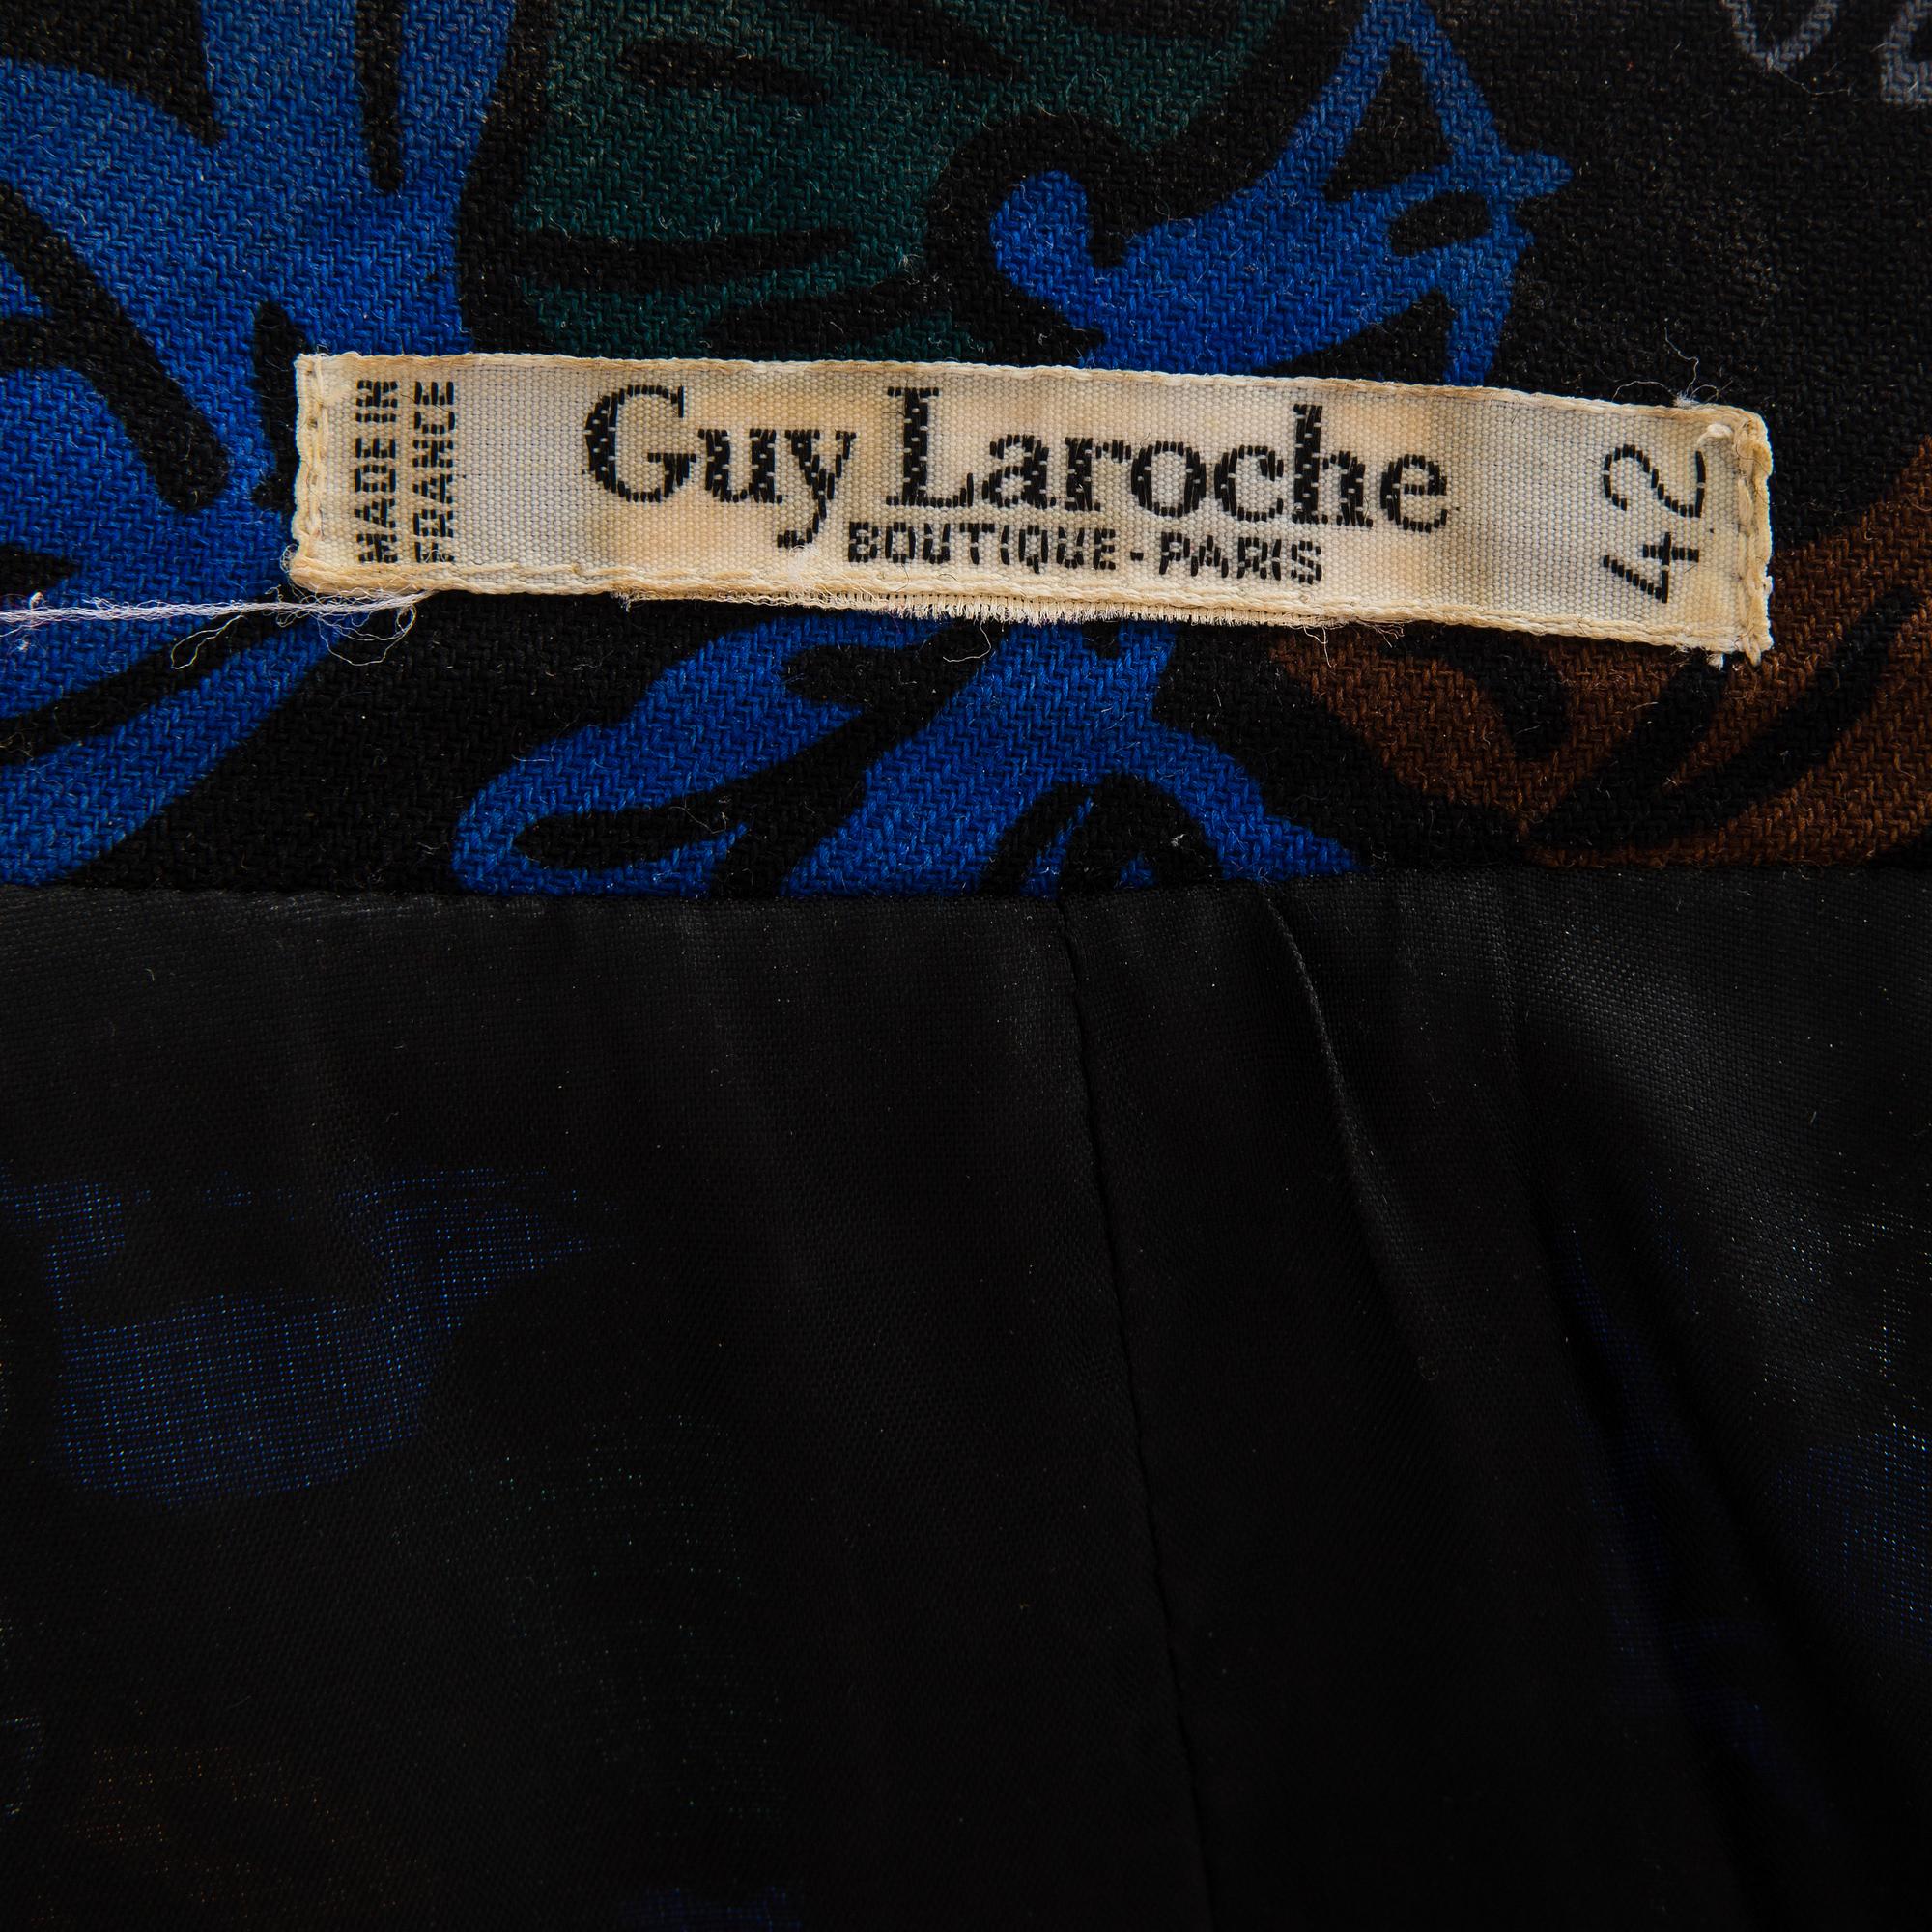 MADE IN
FRANCE
Guy Laroche
BOUTIQUE-PARIS
42